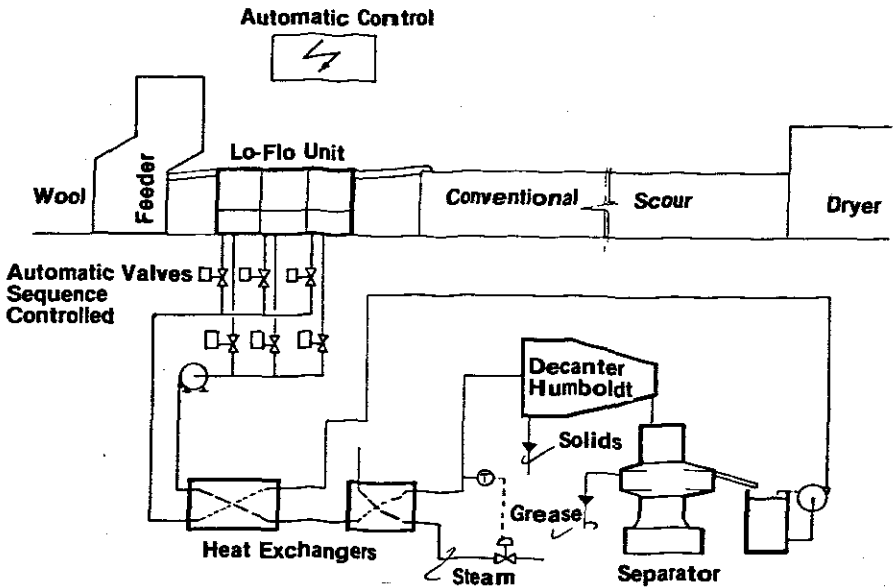 Automatic Control
Lo-Flo Unit
Wool
Feeder
Conventional
Scour
Dryer
Automatic Valves
Sequence
Controlled
Decanter
Humboldt
Solids
T
Grease
Heat Exchangers
Steam
Separator